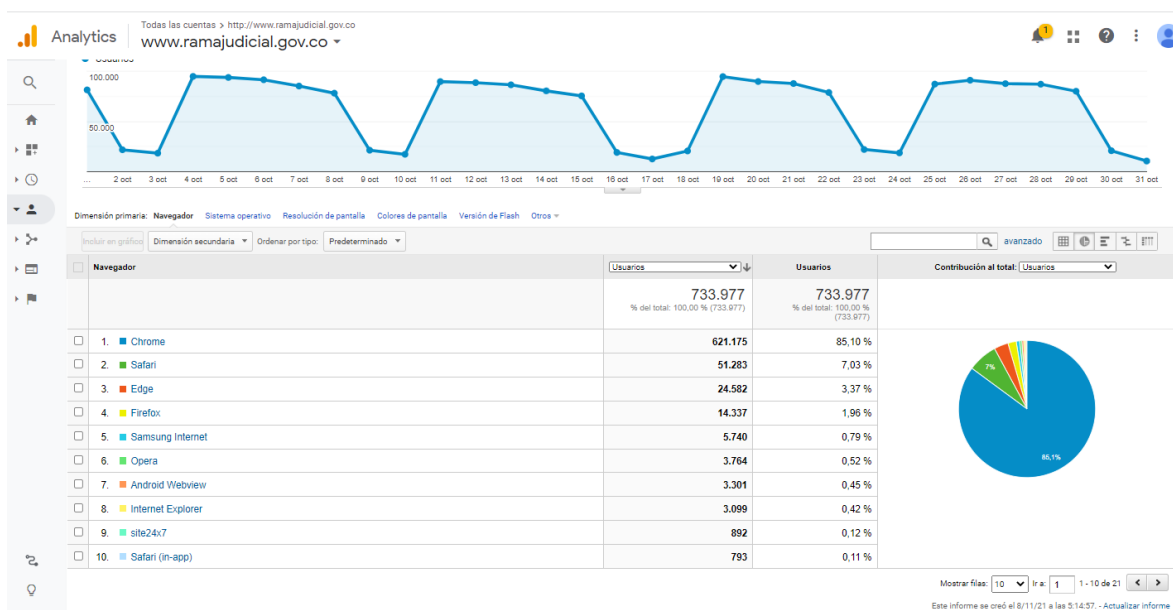 Todas las cuentas > http://www.ramajudicial.gov.co
Analytics
www.ramajudicial.gov.co
1
Usuarios
100.000
50.000
... 2 oct 3 oct 4 oct 5 oct 6 oct 7 oct 8 oct 9 oct 10 oct 11 oct 12 oct 13 oct 14 oct 15 oct 16 oct 17 oct 18 oct 19 oct 20 oct 21 oct 22 oct 23 oct 24 oct 25 oct 26 oct 27 oct 28 oct 29 oct 30 oct 31 oct
Dimensión primaria: Navegador Sistema operativo Resolución de pantalla Colores de pantalla Versión de Flash Otros
Incluir en gráfico Dimensión secundaria Ordenar por tipo: Predeterminado avanzado
Navegador Usuarios Usuarios Contribución al total: Usuarios
733.977 733.977
% del total: 100,00 % (733.977) % del total: 100,00 %
(733.977)
1. Chrome 621.175 85,10 %
2. Safari 51.283 7,03 %
3. Edge 24.582 3,37 %
4. Firefox 14.337 1,96 %
5. Samsung Internet 5.740 0,79 %
6. Opera 3.764 0,52 %
7. Android Webview 3.301 0,45 %
8. Internet Explorer 3.099 0,42 %
9. site24x7 892 0,12 %
10. Safari (in-app) 793 0,11 %
7%
85,1%
Mostrar filas: 10 Ir a: 1 1 - 10 de 21
Este informe se creó el 8/11/21 a las 5:14:57. - Actualizar informe